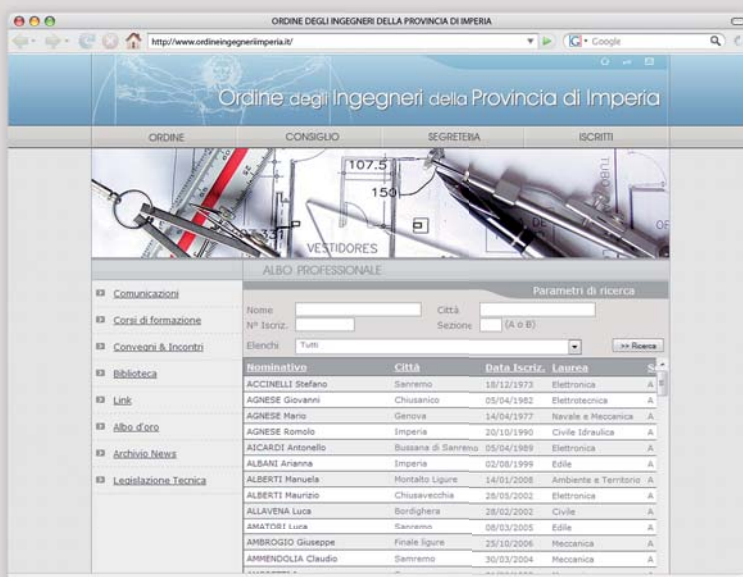 ORDINE DEGLI INGEGNERI DELLA PROVINCIA DI IMPERIA
http://www.ordineingegneriimperia.it/
G Google
Ordine degli Ingegneri della Provincia di Imperia
ORDINE CONSIGLIO SEGRETERIA ISCRITTI
107.5
150
VESTIDORES
ALBO PROFESSIONALE
Parametri di ricerca
Comunicazioni
Corsi di formazione
Convegni & Incontri
Biblioteca
Link
Albo d'oro
Archivio News
Legislazione Tecnica
Nome Città
N° Iscriz. Sezione (A o B)
Elenchi Tutti >> Ricerca
Nominativo Città Data Iscriz. Laurea
ACCINELLI Stefano Sanremo 18/12/1973 Elettronica A
AGNESE Giovanni Chiusanico 05/04/1982 Elettrotecnica A
AGNESE Mario Genova 14/04/1977 Navale e Meccanica A
AGNESE Romolo Imperia 20/10/1990 Civile Idraulica A
AICARDI Antonello Bussana di Sanremo 05/04/1989 Elettronica A
ALBANI Arianna Imperia 02/08/1999 Edile A
ALBERTI Manuela Montalto Ligure 14/01/2008 Ambiente e Territorio A
ALBERTI Maurizio Chiusavecchia 28/05/2002 Elettronica A
ALLAVENA Luca Bordighera 28/02/2002 Civile A
AMATORI Luca Sanremo 08/03/2005 Edile A
AMBROGIO Giuseppe Finale ligure 25/10/2006 Meccanica A
AMMENDOLIA Claudio Samremo 30/03/2004 Meccanica A